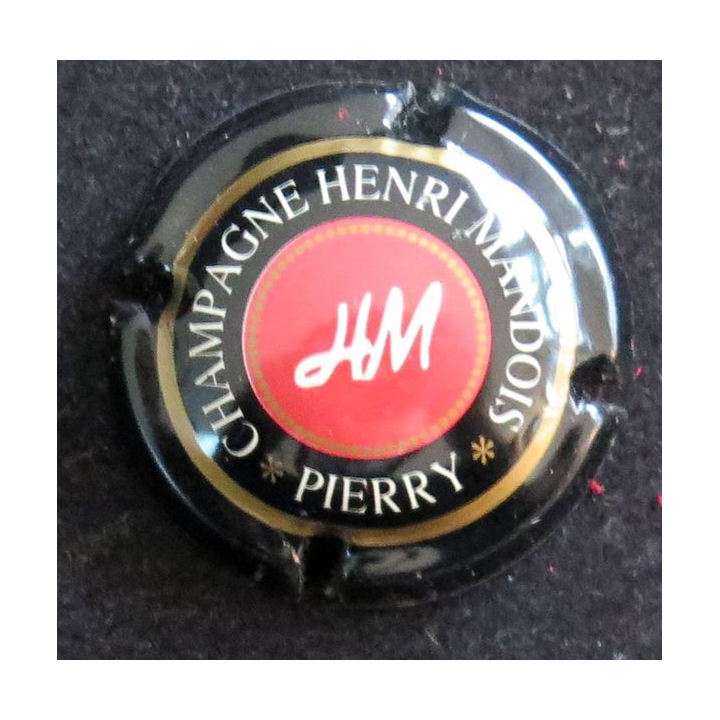 CHAMPAGNE HENRI MANDOIS
* PIERRY *
HM